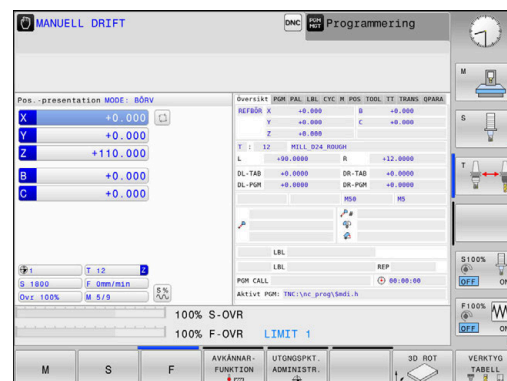 MANUELL DRIFT
DNC
PGM MGT
Programmering
Pos.-presentation MODE: BÖRV
X +0.000
Y +0.000
Z +110.000
B +0.000
C +0.000
1 T 12 Z
S 1800 F 0mm/min
Ovr 100% M 5/9
5 %
Översikt PGM PAL LBL CYC M POS TOOL TT TRANS QPARA
REFBÖR X +0.000 B +0.000
Y +0.000 C +0.000
Z +0.000
T : 12 MILL_D24_ROUGH
L +90.0000 R +12.0000
DL-TAB +0.0000 DR-TAB +0.0000
DL-PGM +0.0000 DR-PGM +0.0000
M50 M5
P#
LBL
LBL REP
PGM CALL 00:00:00
Aktivt PGM: TNC:\nc_prog\$mdi.h
100% S-OVR
100% F-OVR LIMIT 1
M
S
T
S100%
OFF ON
F100%
OFF ON
M
S
F
AVKÄNNAR-
FUNKTION
UTGNGSPKT.
ADMINISTR.
3D ROT
VERKTYG
TABELL